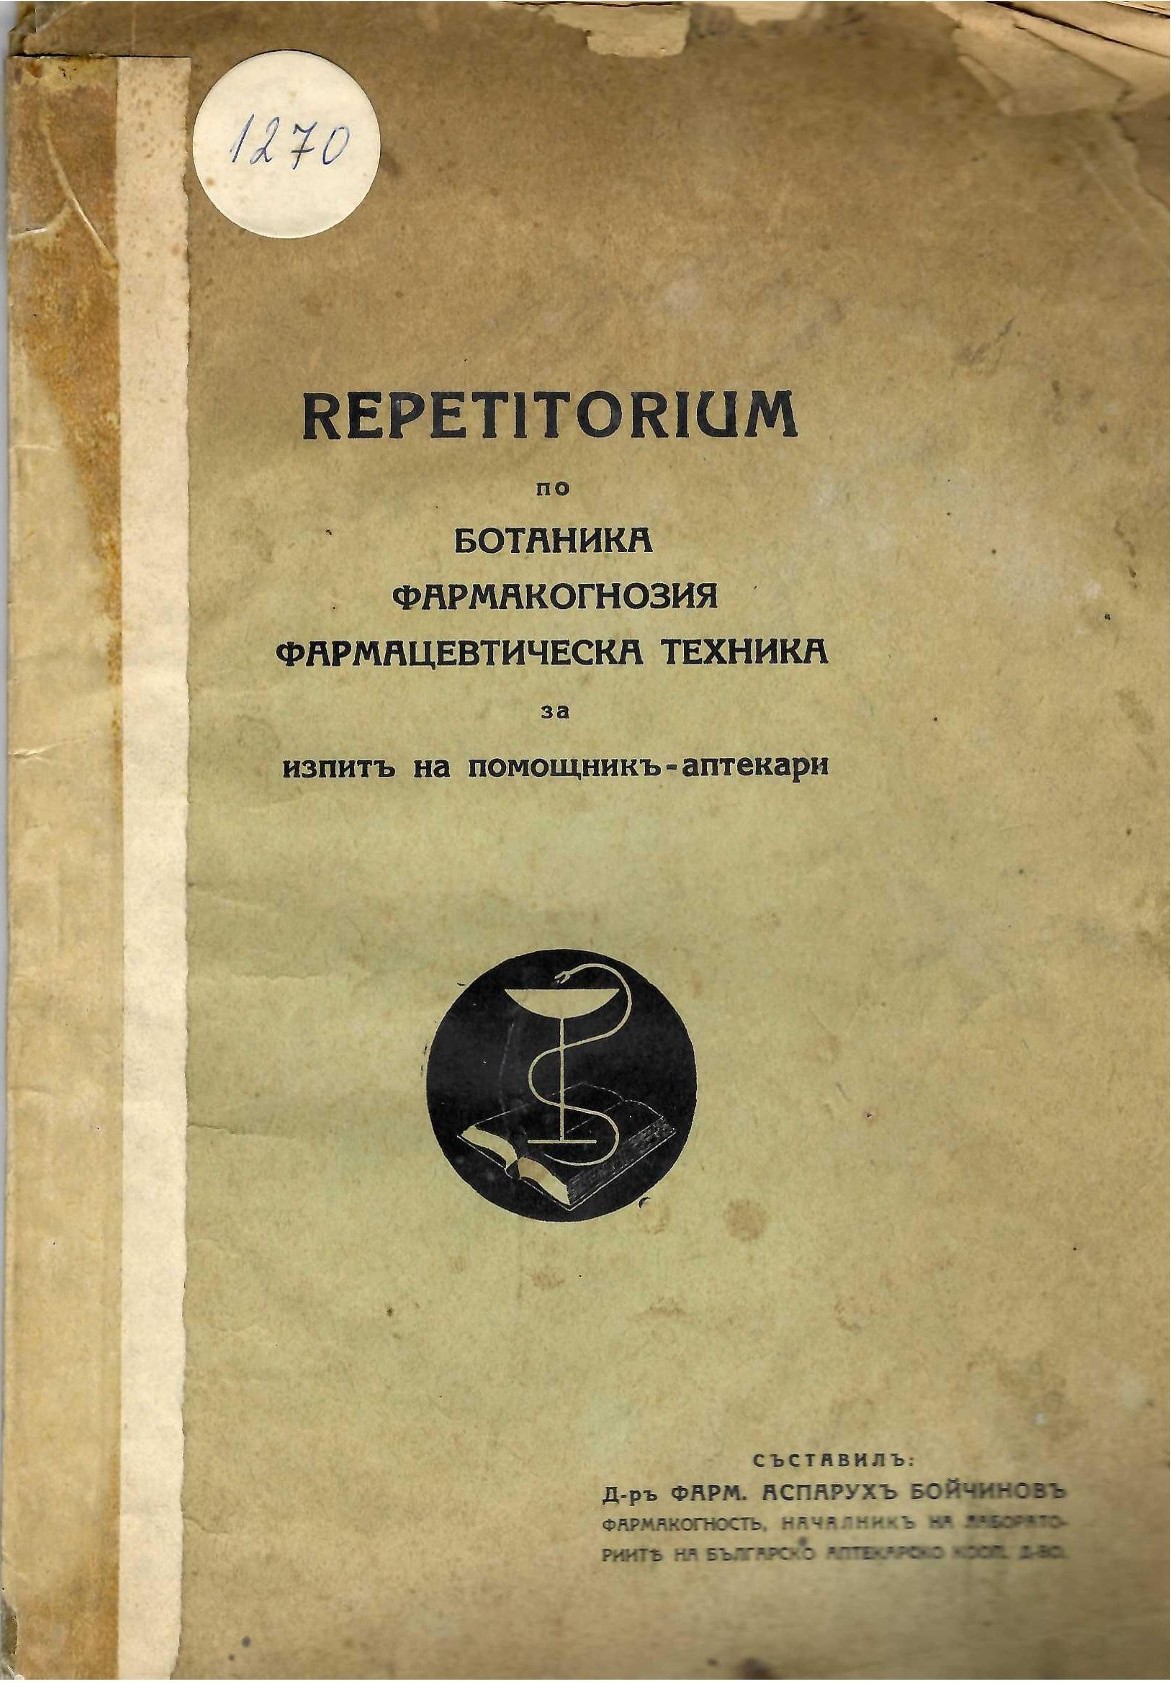 1270
REPETITORIUM
по
БОТАНИКА
ФАРМАКОГНОЗИЯ
ФАРМАЦЕВТИЧЕСКА ТЕХНИКА
за
изпитъ на помощникъ-аптекари
СЪСТАВИЛЪ:
Д-ръ ФАРМ. АСПАРУХЪ БОЙЧИНОВЪ
ФАРМАКОГНОСТЬ, НАЧАЛНИКЪ НА ЛАБОРАТО-
РИИТѢ НА БЪЛГАРСКО АПТЕКАРСКО КООП. Д-ВО.